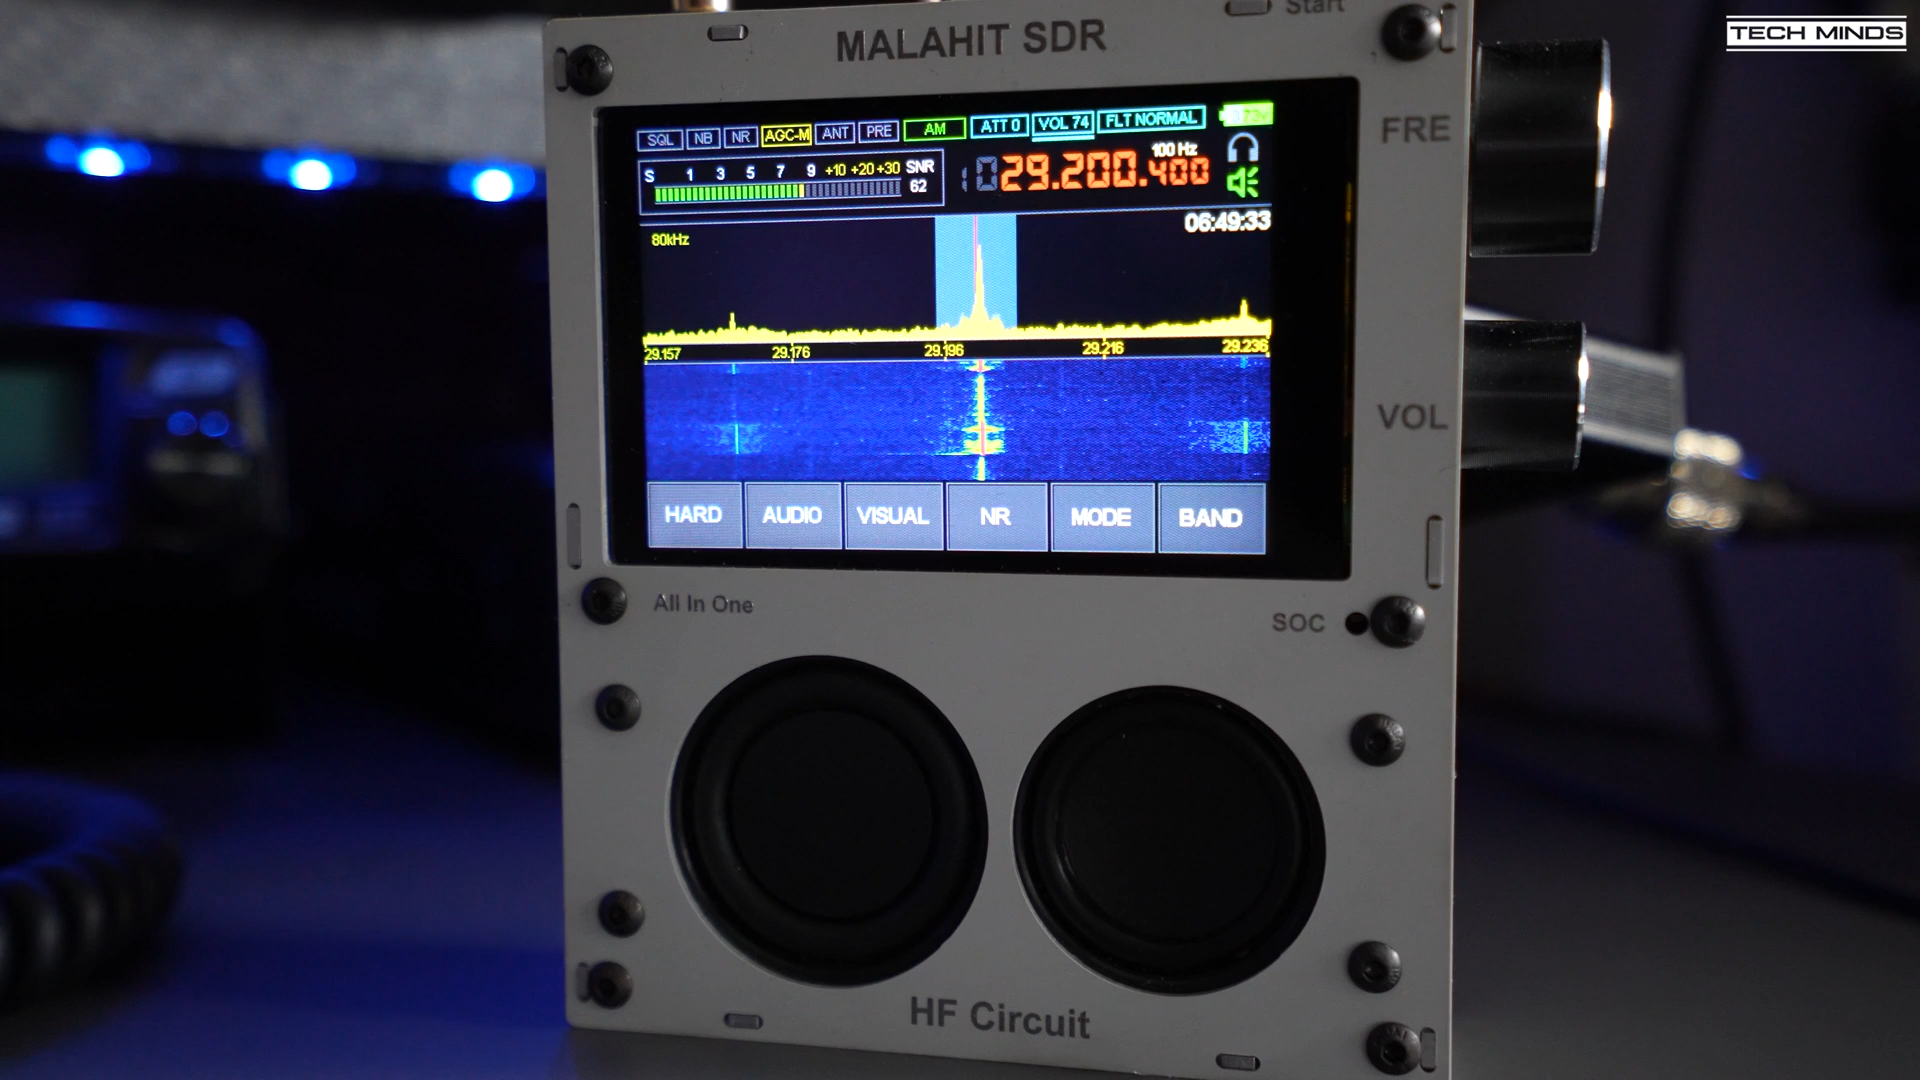 TECH MINDS
Start
MALAHIT SDR
FRE
SQL NB NR AGC-M ANT PRE AM ATT 0 VOL 74 FLT NORMAL
S 1 3 5 7 9 +10 +20 +30 SNR
62
100 Hz
29.200.400
06:49:33
80kHz
29.157 29.176 29.196 29.216 29.236
VOL
HARD AUDIO VISUAL NR MODE BAND
All In One
SOC
HF Circuit